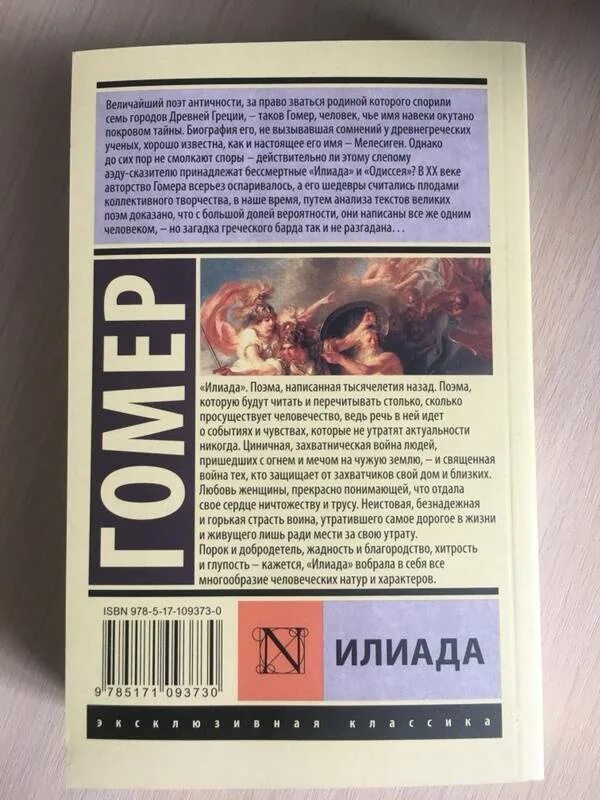 Величайший поэт античности, за право зваться родиной которого спорили
семь городов Древней Греции, – таков Гомер, человек, чье имя навеки окутано
покровом тайны. Биография его, не вызывавшая сомнений у древнегреческих
ученых, хорошо известна, как и настоящее его имя – Мелесиген. Однако
до сих пор не смолкают споры – действительно ли этому слепому
аэду-сказителю принадлежат бессмертные «Илиада» и «Одиссея»? В XX веке
авторство Гомера всерьез оспаривалось, а его шедевры считались плодами
коллективного творчества, в наше время, путем анализа текстов великих
поэм доказано, что с большой долей вероятности, они написаны все же одним
человеком, – но загадка греческого барда так и не разгадана…
ГОМЕР
«Илиада». Поэма, написанная тысячелетия назад. Поэма,
которую будут читать и перечитывать столько, сколько
просуществует человечество, ведь речь в ней идет
о событиях и чувствах, которые не утратят актуальности
никогда. Циничная, захватническая война людей,
пришедших с огнем и мечом на чужую землю, – и священная
война тех, кто защищает от захватчиков свой дом и близких.
Любовь женщины, прекрасно понимающей, что отдала
свое сердце ничтожеству и трусу. Неистовая, безнадежная
и горькая страсть воина, утратившего самое дорогое в жизни
и живущего лишь ради мести за свою утрату.
Порок и добродетель, жадность и благородство, хитрость
и глупость – кажется, «Илиада» вобрала в себя все
многообразие человеческих натур и характеров.
ISBN 978-5-17-109373-0
9 785171 093730
N
ИЛИАДА
эксклюзивная классика